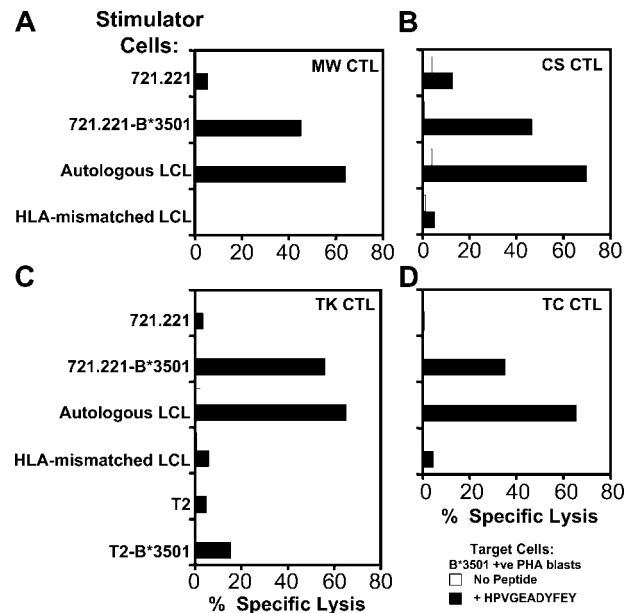 A
Stimulator
Cells:
MW CTL
721.221
721.221-B*3501
Autologous LCL
HLA-mismatched LCL
0 20 40 60 80
B
CS CTL
0 20 40 60 80
C
TK CTL
721.221
721.221-B*3501
Autologous LCL
HLA-mismatched LCL
T2
T2-B*3501
0 20 40 60 80
% Specific Lysis
D
TC CTL
0 20 40 60 80
% Specific Lysis
Target Cells:
B*3501 +ve PHA blasts
No Peptide
+ HPVGEADYFEY